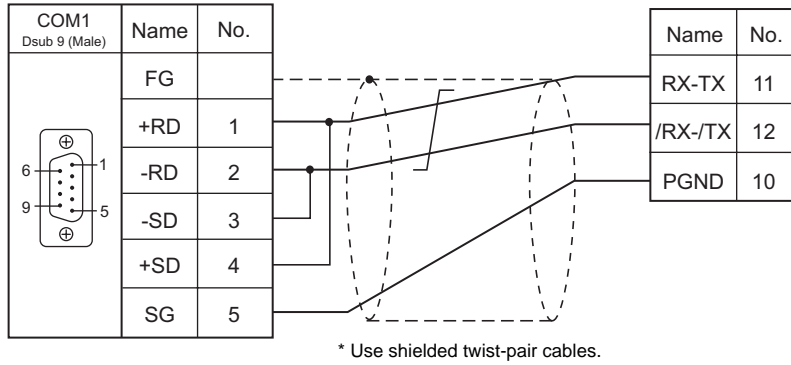 COM1
Dsub 9 (Male)
Name No.
FG
+RD 1
-RD 2
-SD 3
+SD 4
SG 5
6 1
9 5
Name No.
RX-TX 11
/RX-/TX 12
PGND 10
* Use shielded twist-pair cables.